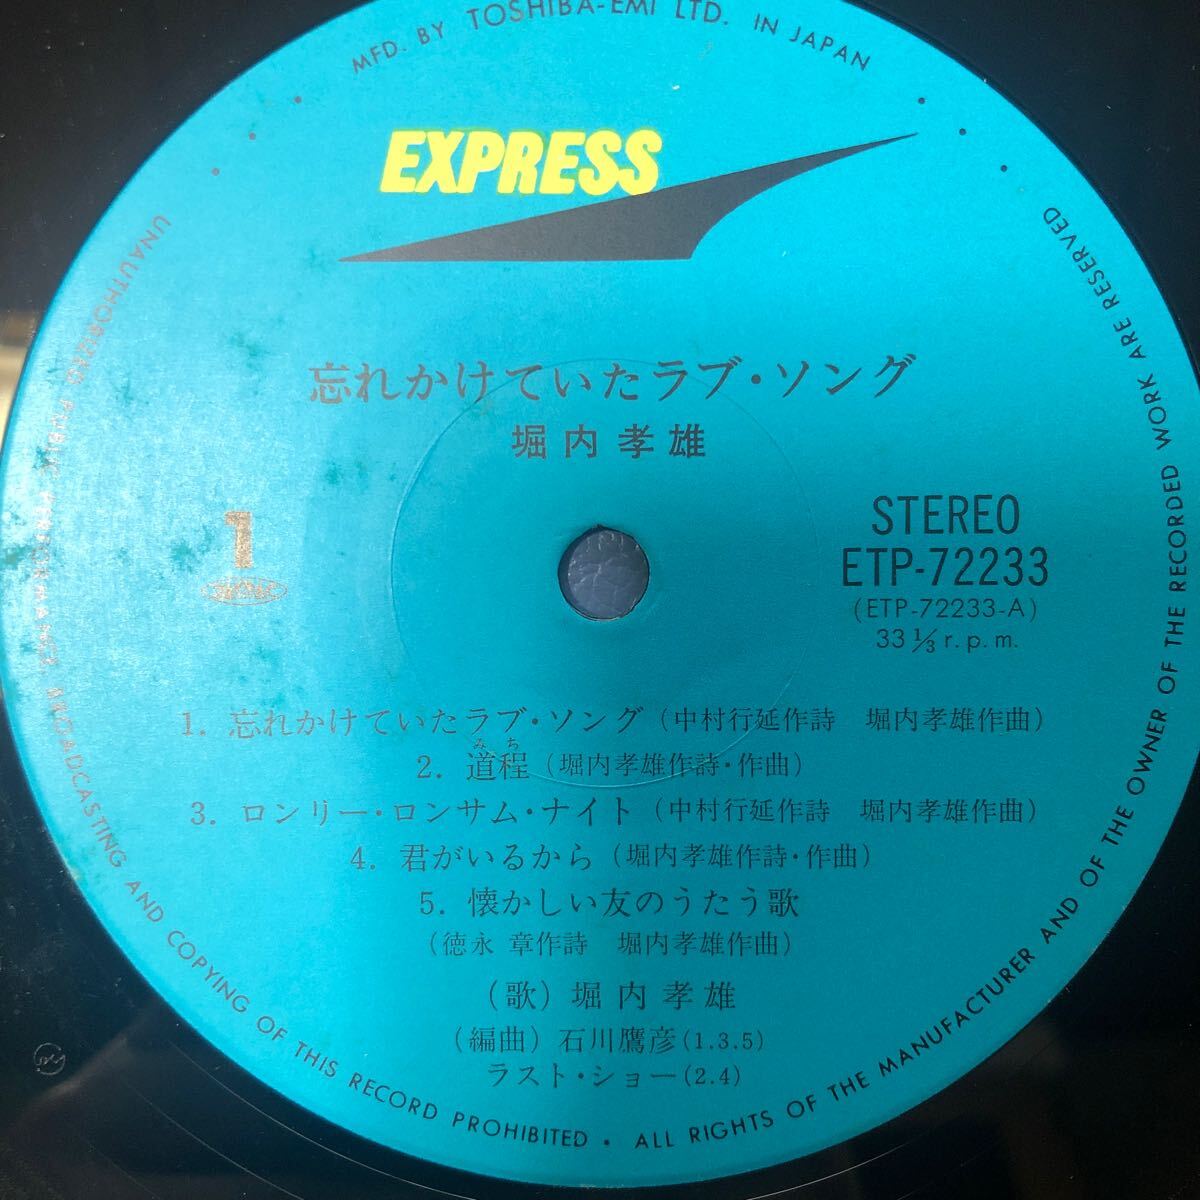 MFD. BY TOSHIBA-EMI LTD. IN JAPAN
EXPRESS
忘れかけていたラブ・ソング
堀内孝雄
1
STEREO
ETP-72233
(ETP-72233-A)
33 1/3 r.p.m.
1. 忘れかけていたラブ・ソング(中村行延作詩 堀内孝雄作曲)
みち
2. 道程(堀内孝雄作詩・作曲)
3. ロンリー・ロンサム・ナイト(中村行延作詩 堀内孝雄作曲)
4. 君がいるから(堀内孝雄作詩・作曲)
5. 懐かしい友のうたう歌
(徳永 章作詩 堀内孝雄作曲)
(歌)堀内孝雄
(編曲)石川鷹彦(1.3.5)
ラスト・ショー(2.4)
UNAUTHORIZED PUBLIC PERFORMANCE, BROADCASTING AND COPYING OF THIS RECORD PROHIBITED • ALL RIGHTS OF THE MANUFACTURER AND OF THE OWNER OF THE RECORDED WORK ARE RESERVED